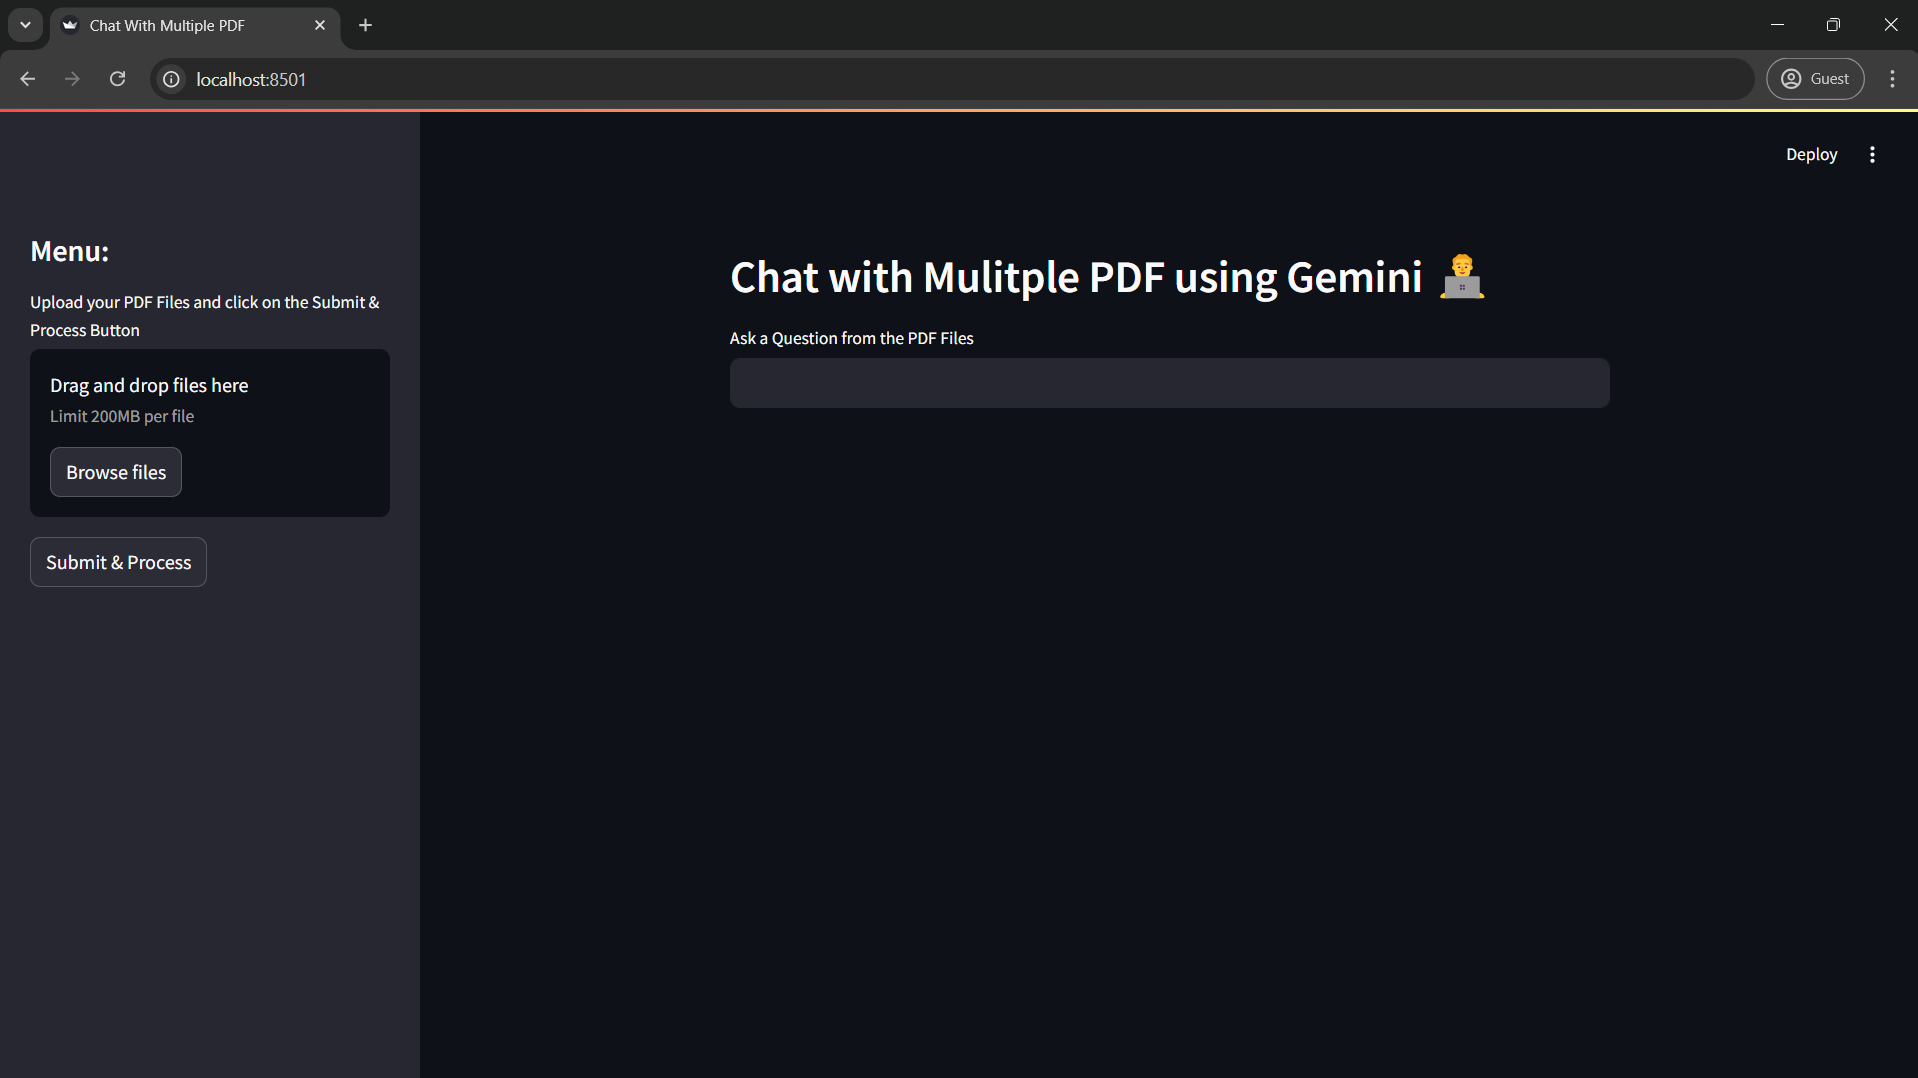 Chat With Multiple PDF
localhost:8501
Guest
Deploy
Menu:
Upload your PDF Files and click on the Submit &
Process Button
Drag and drop files here
Limit 200MB per file
Browse files
Submit & Process
Chat with Mulitple PDF using Gemini
Ask a Question from the PDF Files